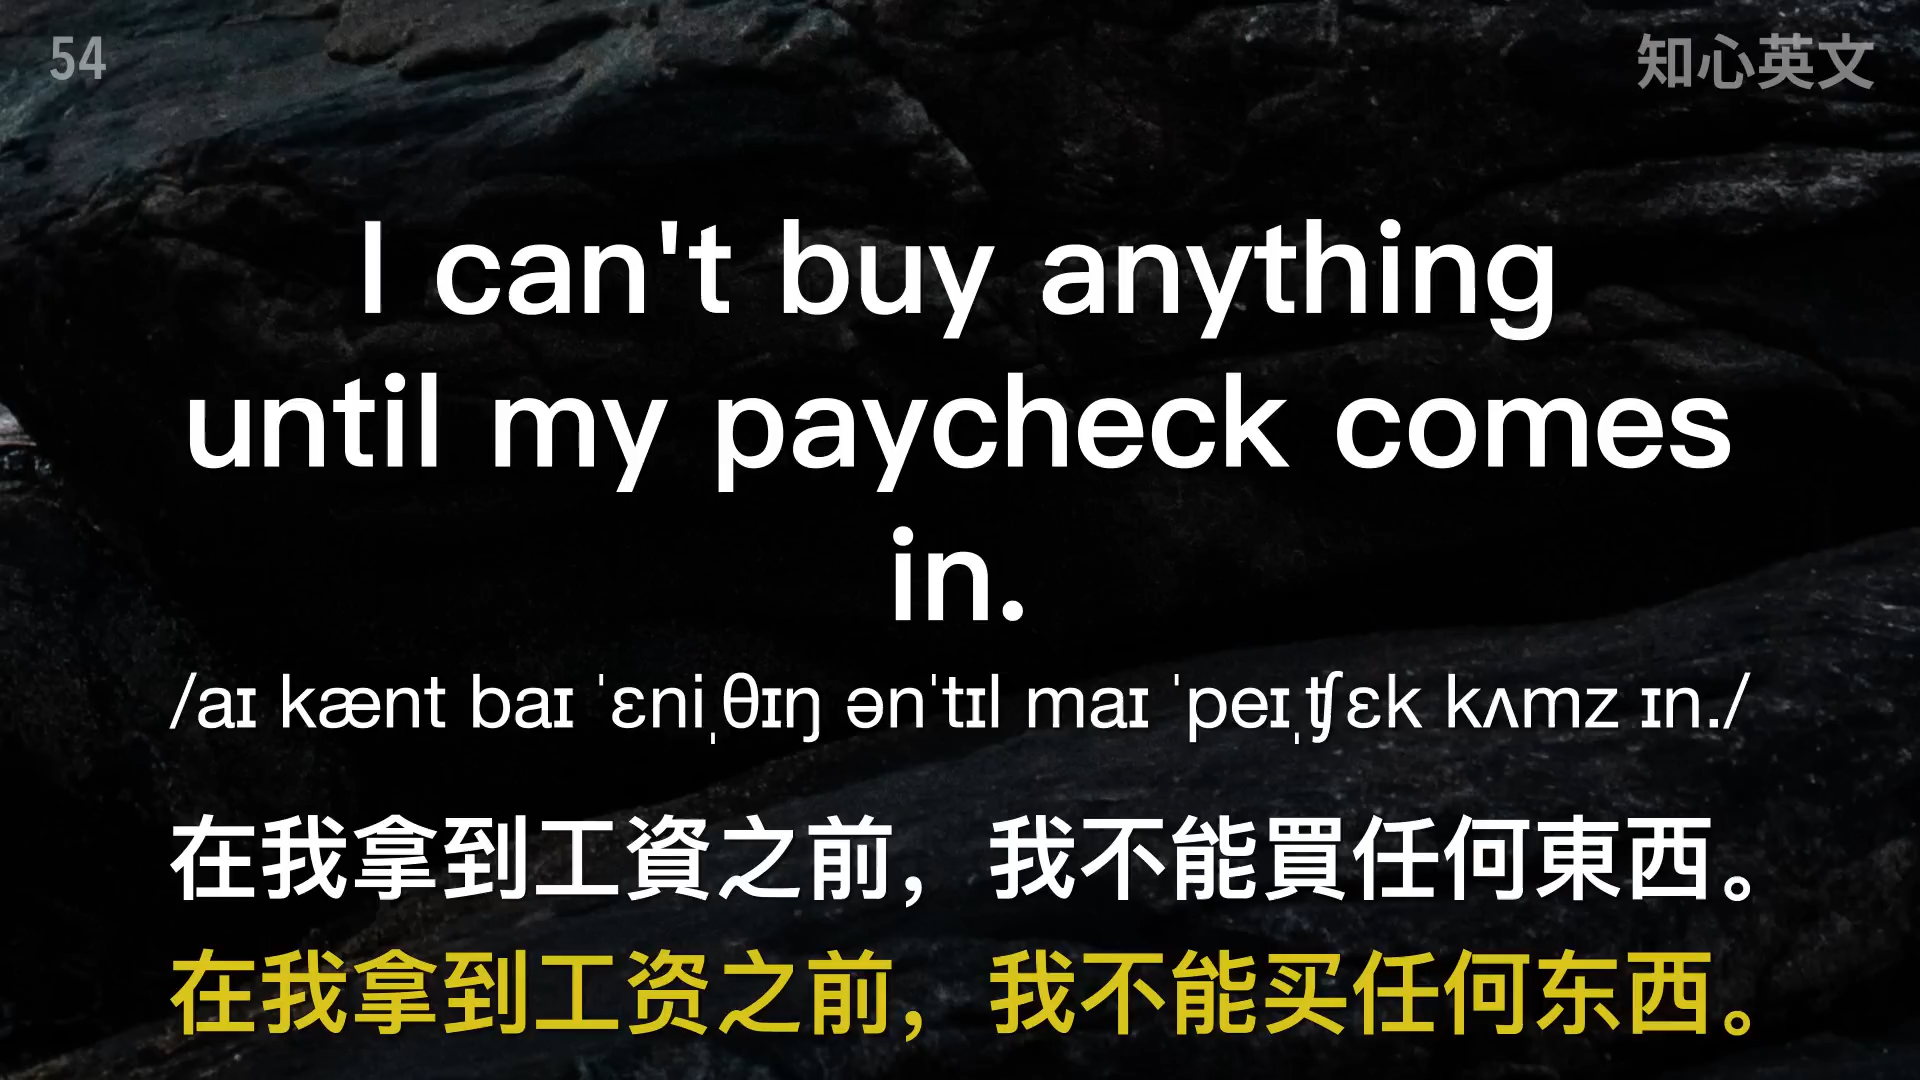 54
知心英文
I can't buy anything
until my paycheck comes
in.
/aɪ kænt baɪ ˈɛniˌθɪŋ ənˈtɪl maɪ ˈpeɪˌʧɛk kʌmz ɪn./
在我拿到工資之前，我不能買任何東西。
在我拿到工资之前，我不能买任何东西。